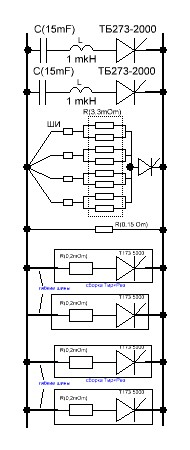 C(15mF) ТБ273-2000
L
1 mkH
C(15mF) ТБ273-2000
L
1 mkH
R(3.3mOm)
ШИ
R(0,15 Om)
R(0,2mOm) Т173 5000
гибкие шины сборка Тир+Рез
R(0,2mOm) Т173 5000
R(0,2mOm) Т173 5000
гибкие шины сборка Тир+Рез
R(0,2mOm) Т173 5000